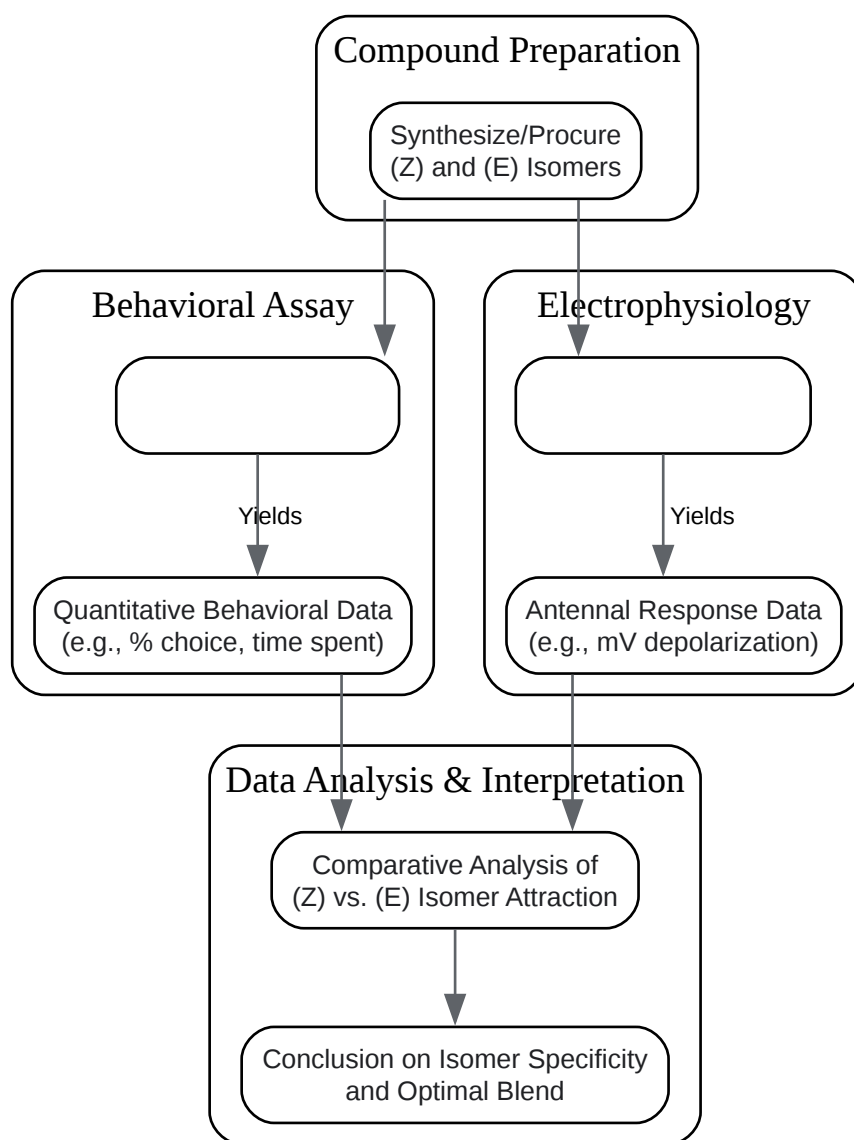 Compound Preparation
Synthesize/Procure
(Z) and (E) Isomers
Behavioral Assay
Yields
Quantitative Behavioral Data
(e.g., % choice, time spent)
Electrophysiology
Yields
Antennal Response Data
(e.g., mV depolarization)
Data Analysis & Interpretation
Comparative Analysis of
(Z) vs. (E) Isomer Attraction
Conclusion on Isomer Specificity
and Optimal Blend